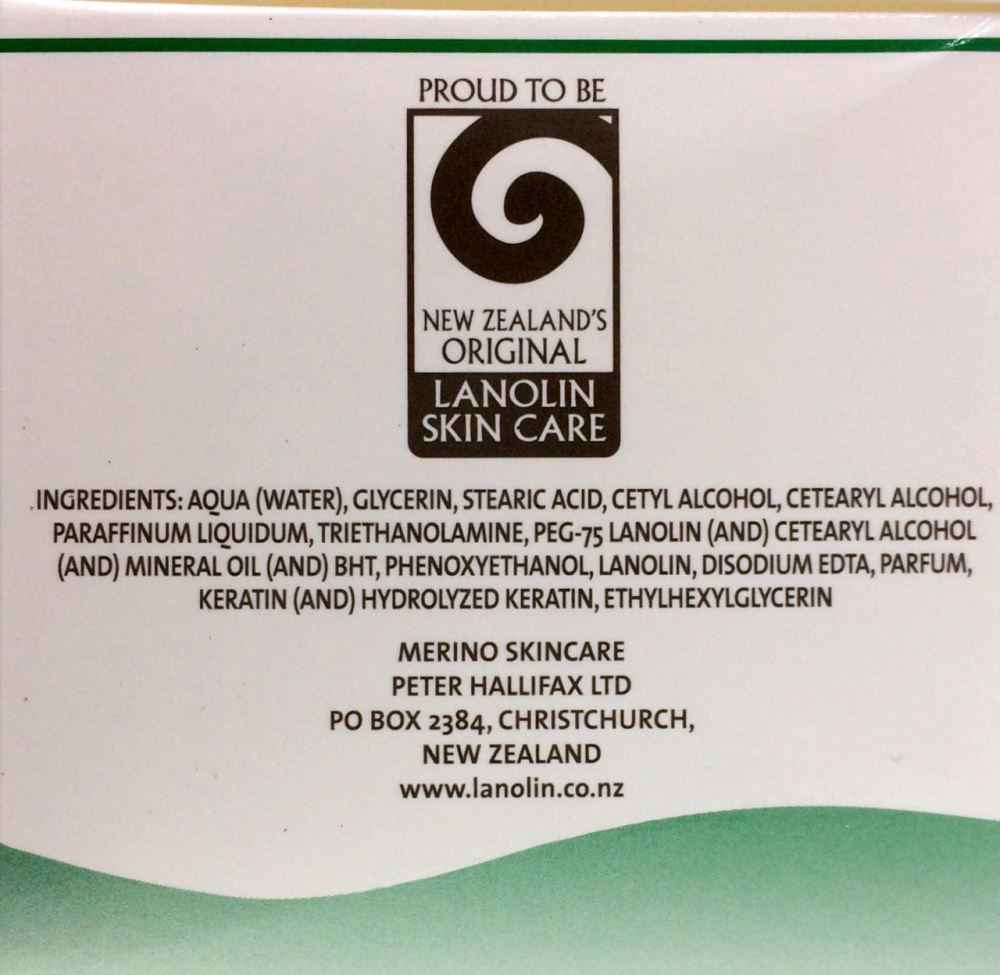 PROUD TO BE
NEW ZEALAND'S
ORIGINAL
LANOLIN
SKIN CARE
INGREDIENTS: AQUA (WATER), GLYCERIN, STEARIC ACID, CETYL ALCOHOL, CETEARYL ALCOHOL,
PARAFFINUM LIQUIDUM, TRIETHANOLAMINE, PEG-75 LANOLIN (AND) CETEARYL ALCOHOL
(AND) MINERAL OIL (AND) BHT, PHENOXYETHANOL, LANOLIN, DISODIUM EDTA, PARFUM,
KERATIN (AND) HYDROLYZED KERATIN, ETHYLHEXYLGLYCERIN
MERINO SKINCARE
PETER HALLIFAX LTD
PO BOX 2384, CHRISTCHURCH,
NEW ZEALAND
www.lanolin.co.nz